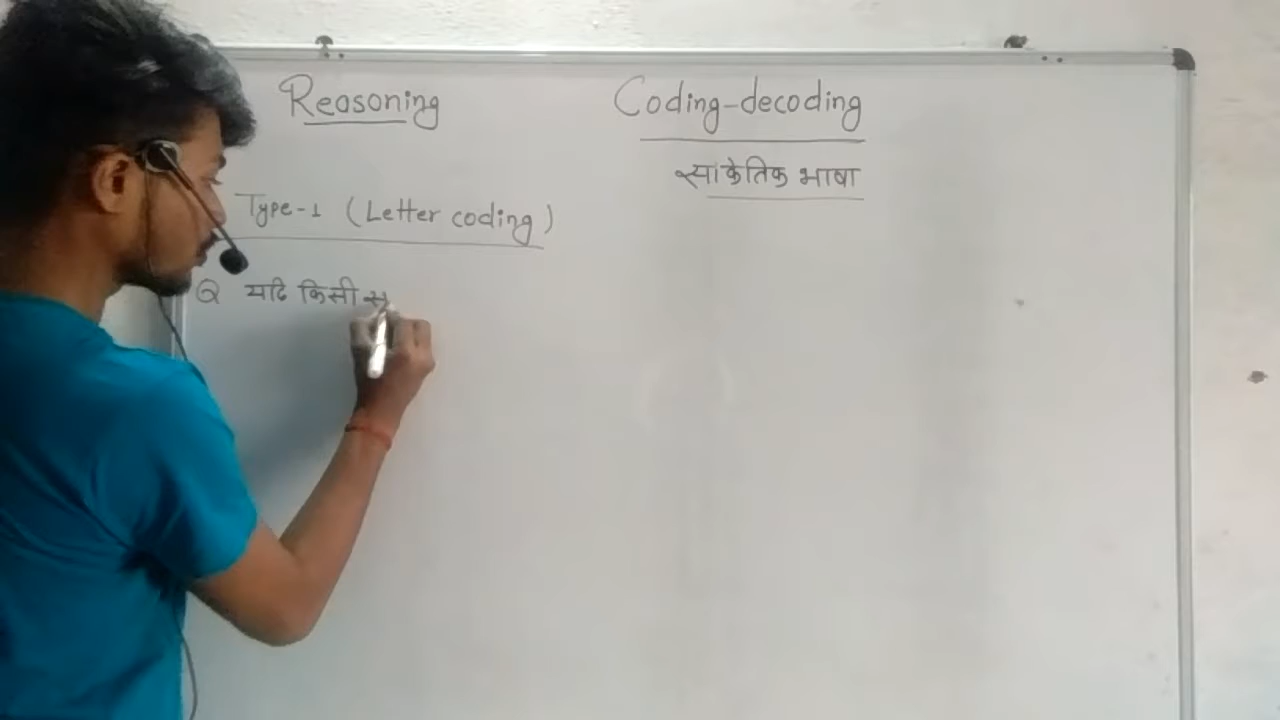 Reasoning
Coding-decoding
सांकेतिक भाषा
Type-1 (Letter coding)
Q यदि किसी